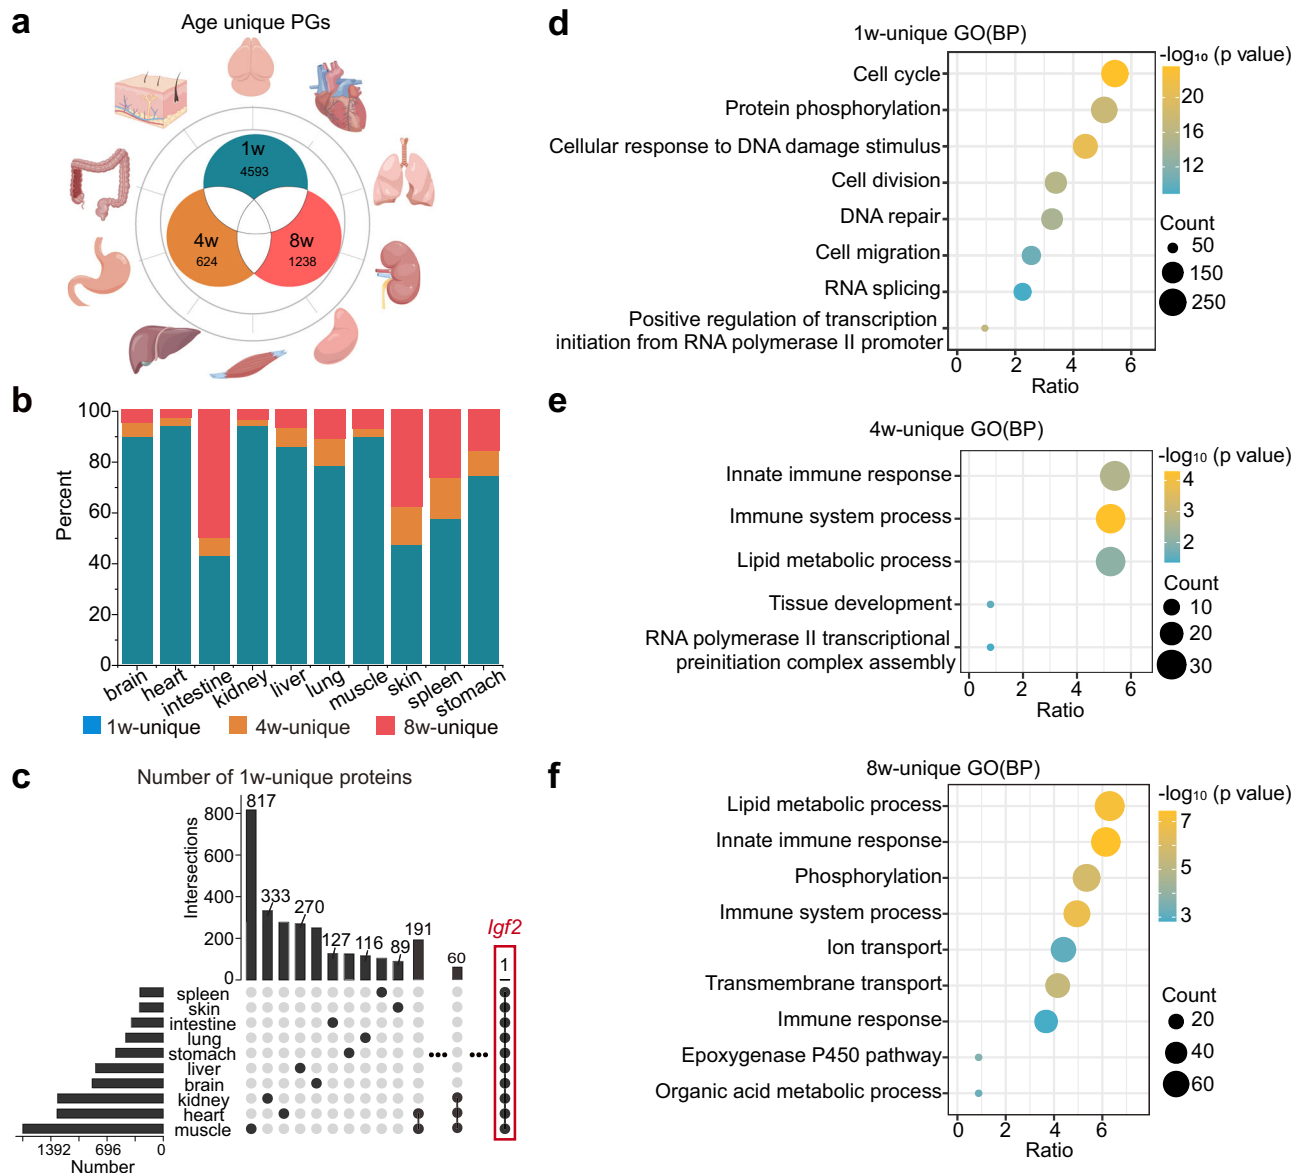 a
Age unique PGs
1w
4593
4w
624
8w
1238
b
Percent
100
80
60
40
20
0
brain
heart
intestine
kidney
liver
lung
muscle
skin
spleen
stomach
1w-unique
4w-unique
8w-unique
c
Number of 1w-unique proteins
Intersections
800
600
400
200
0
817
333
270
127
116
89
191
60
1
Igf2
spleen
skin
intestine
lung
stomach
liver
brain
kidney
heart
muscle
1392
696
0
Number
d
1w-unique GO(BP)
Cell cycle
Protein phosphorylation
Cellular response to DNA damage stimulus
Cell division
DNA repair
Cell migration
RNA splicing
Positive regulation of transcription
initiation from RNA polymerase II promoter
0 2 4 6
Ratio
-log₁₀ (p value)
20
16
12
Count
50
150
250
e
4w-unique GO(BP)
Innate immune response
Immune system process
Lipid metabolic process
Tissue development
RNA polymerase II transcriptional
preinitiation complex assembly
0 2 4 6
Ratio
-log₁₀ (p value)
4
3
2
Count
10
20
30
f
8w-unique GO(BP)
Lipid metabolic process
Innate immune response
Phosphorylation
Immune system process
Ion transport
Transmembrane transport
Immune response
Epoxygenase P450 pathway
Organic acid metabolic process
0 2 4 6
Ratio
-log₁₀ (p value)
7
5
3
Count
20
40
60